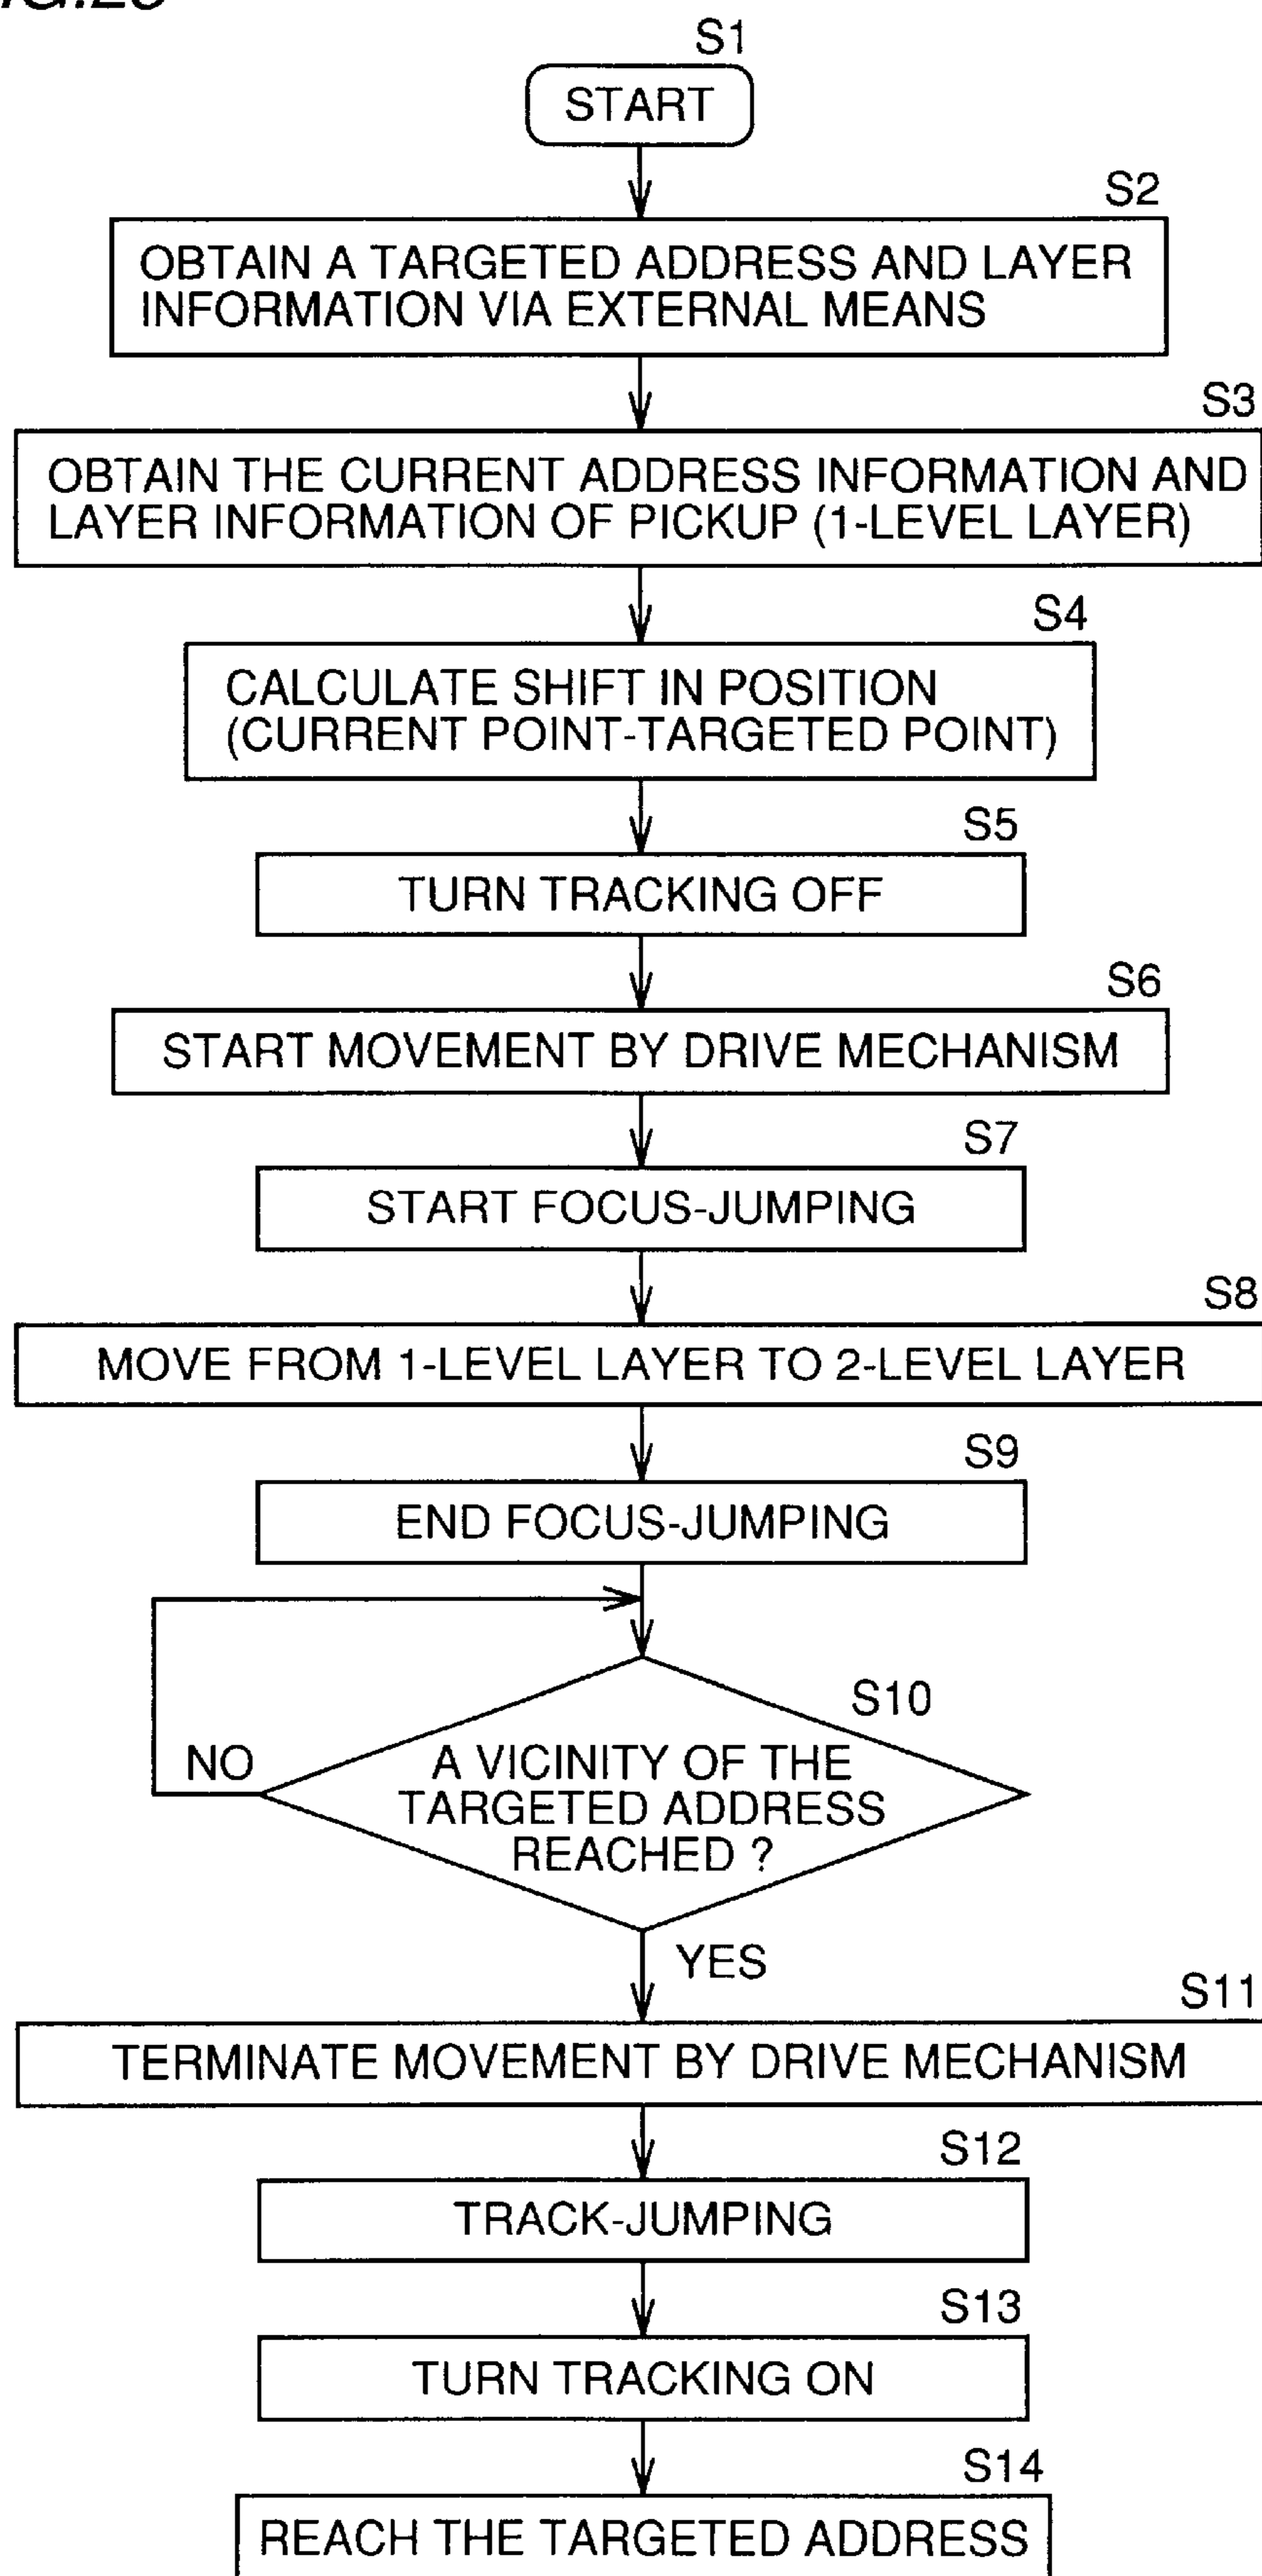 S1
START
S2
OBTAIN A TARGETED ADDRESS AND LAYER
INFORMATION VIA EXTERNAL MEANS
S3
OBTAIN THE CURRENT ADDRESS INFORMATION AND
LAYER INFORMATION OF PICKUP (1-LEVEL LAYER)
S4
CALCULATE SHIFT IN POSITION
(CURRENT POINT-TARGETED POINT)
S5
TURN TRACKING OFF
S6
START MOVEMENT BY DRIVE MECHANISM
S7
START FOCUS-JUMPING
S8
MOVE FROM 1-LEVEL LAYER TO 2-LEVEL LAYER
S9
END FOCUS-JUMPING
S10
NO
A VICINITY OF THE
TARGETED ADDRESS
REACHED ?
YES
S11
TERMINATE MOVEMENT BY DRIVE MECHANISM
S12
TRACK-JUMPING
S13
TURN TRACKING ON
S14
REACH THE TARGETED ADDRESS